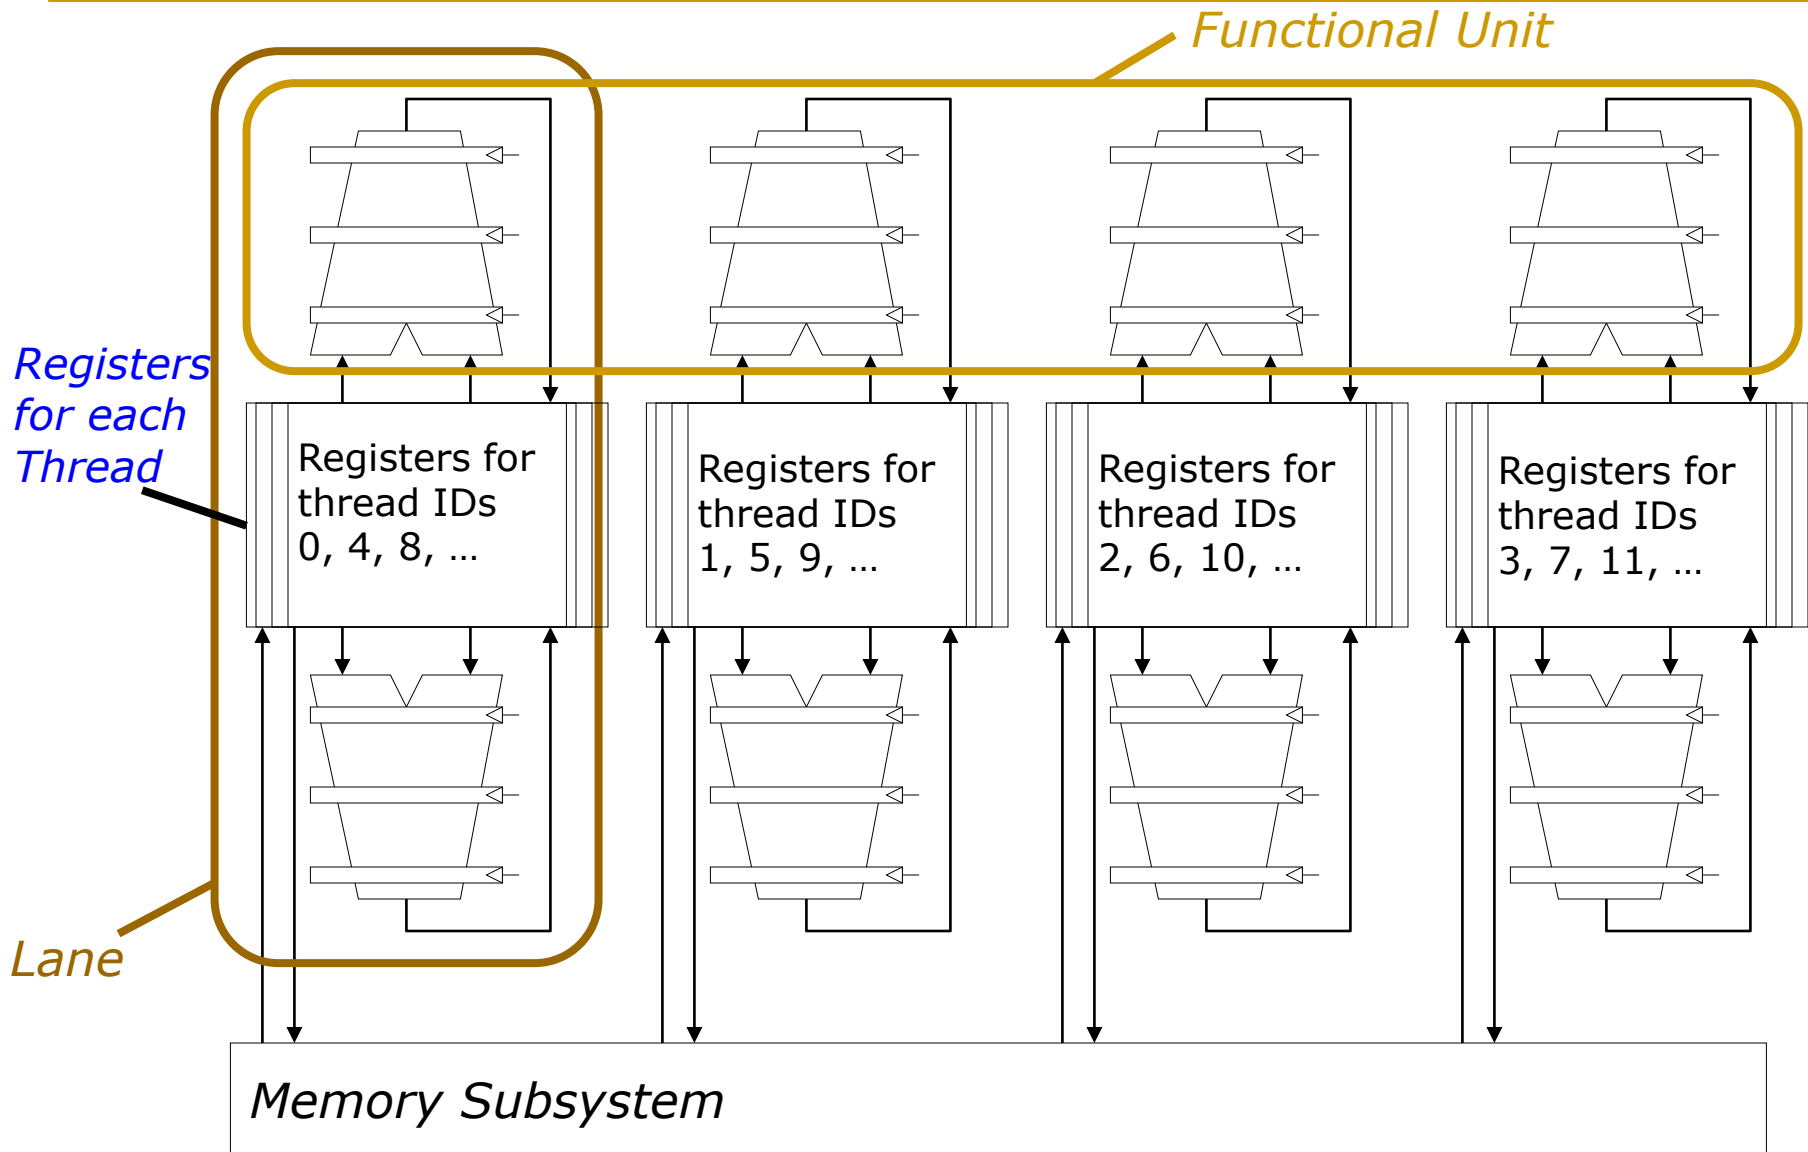 Functional Unit
Registers
for each
Thread
Registers for
thread IDs
0, 4, 8, …
Registers for
thread IDs
1, 5, 9, …
Registers for
thread IDs
2, 6, 10, …
Registers for
thread IDs
3, 7, 11, …
Lane
Memory Subsystem